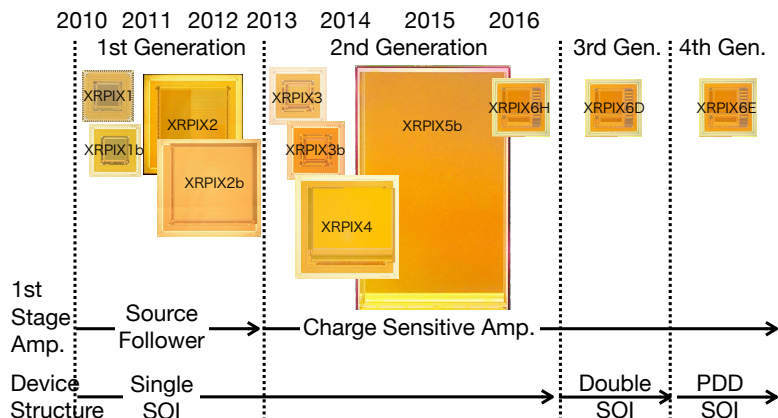 2010 2011 2012 2013 2014 2015 2016
1st Generation 2nd Generation 3rd Gen. 4th Gen.
XRPIX1 XRPIX2 XRPIX3 XRPIX5b XRPIX6H XRPIX6D XRPIX6E
XRPIX1b XRPIX3b
XRPIX2b
XRPIX4
1st
Stage
Amp.
Source
Follower
Charge Sensitive Amp.
Device
Structure
Single
SOI
Double
SOI
PDD
SOI